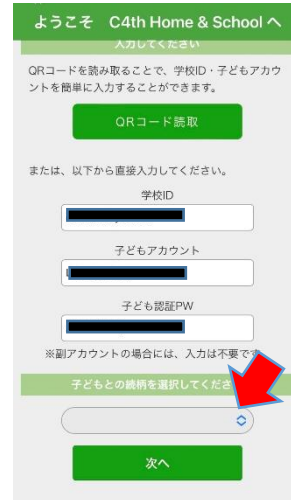 ようこそ　C4th Home & School へ
入力してください
QRコードを読み取ることで、学校ID・子どもアカウ
ントを簡単に入力することができます。
QRコード読取
または、以下から直接入力してください。
学校ID
子どもアカウント
子ども認証PW
※副アカウントの場合には、入力は不要で
子どもとの続柄を選択してくださ
次へ